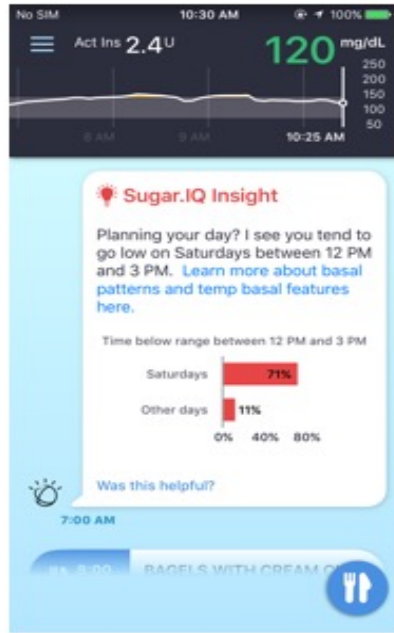 No SIM 10:30 AM 100%
Act Ins 2.4 U 120 mg/dL
250
200
150
100
50
8 AM 9 AM 10:25 AM
Sugar.IQ Insight
Planning your day? I see you tend to
go low on Saturdays between 12 PM
and 3 PM. Learn more about basal
patterns and temp basal features
here.
Time below range between 12 PM and 3 PM
Saturdays 71%
Other days 11%
0% 40% 80%
Was this helpful?
7:00 AM
BAGELS WITH CREAM